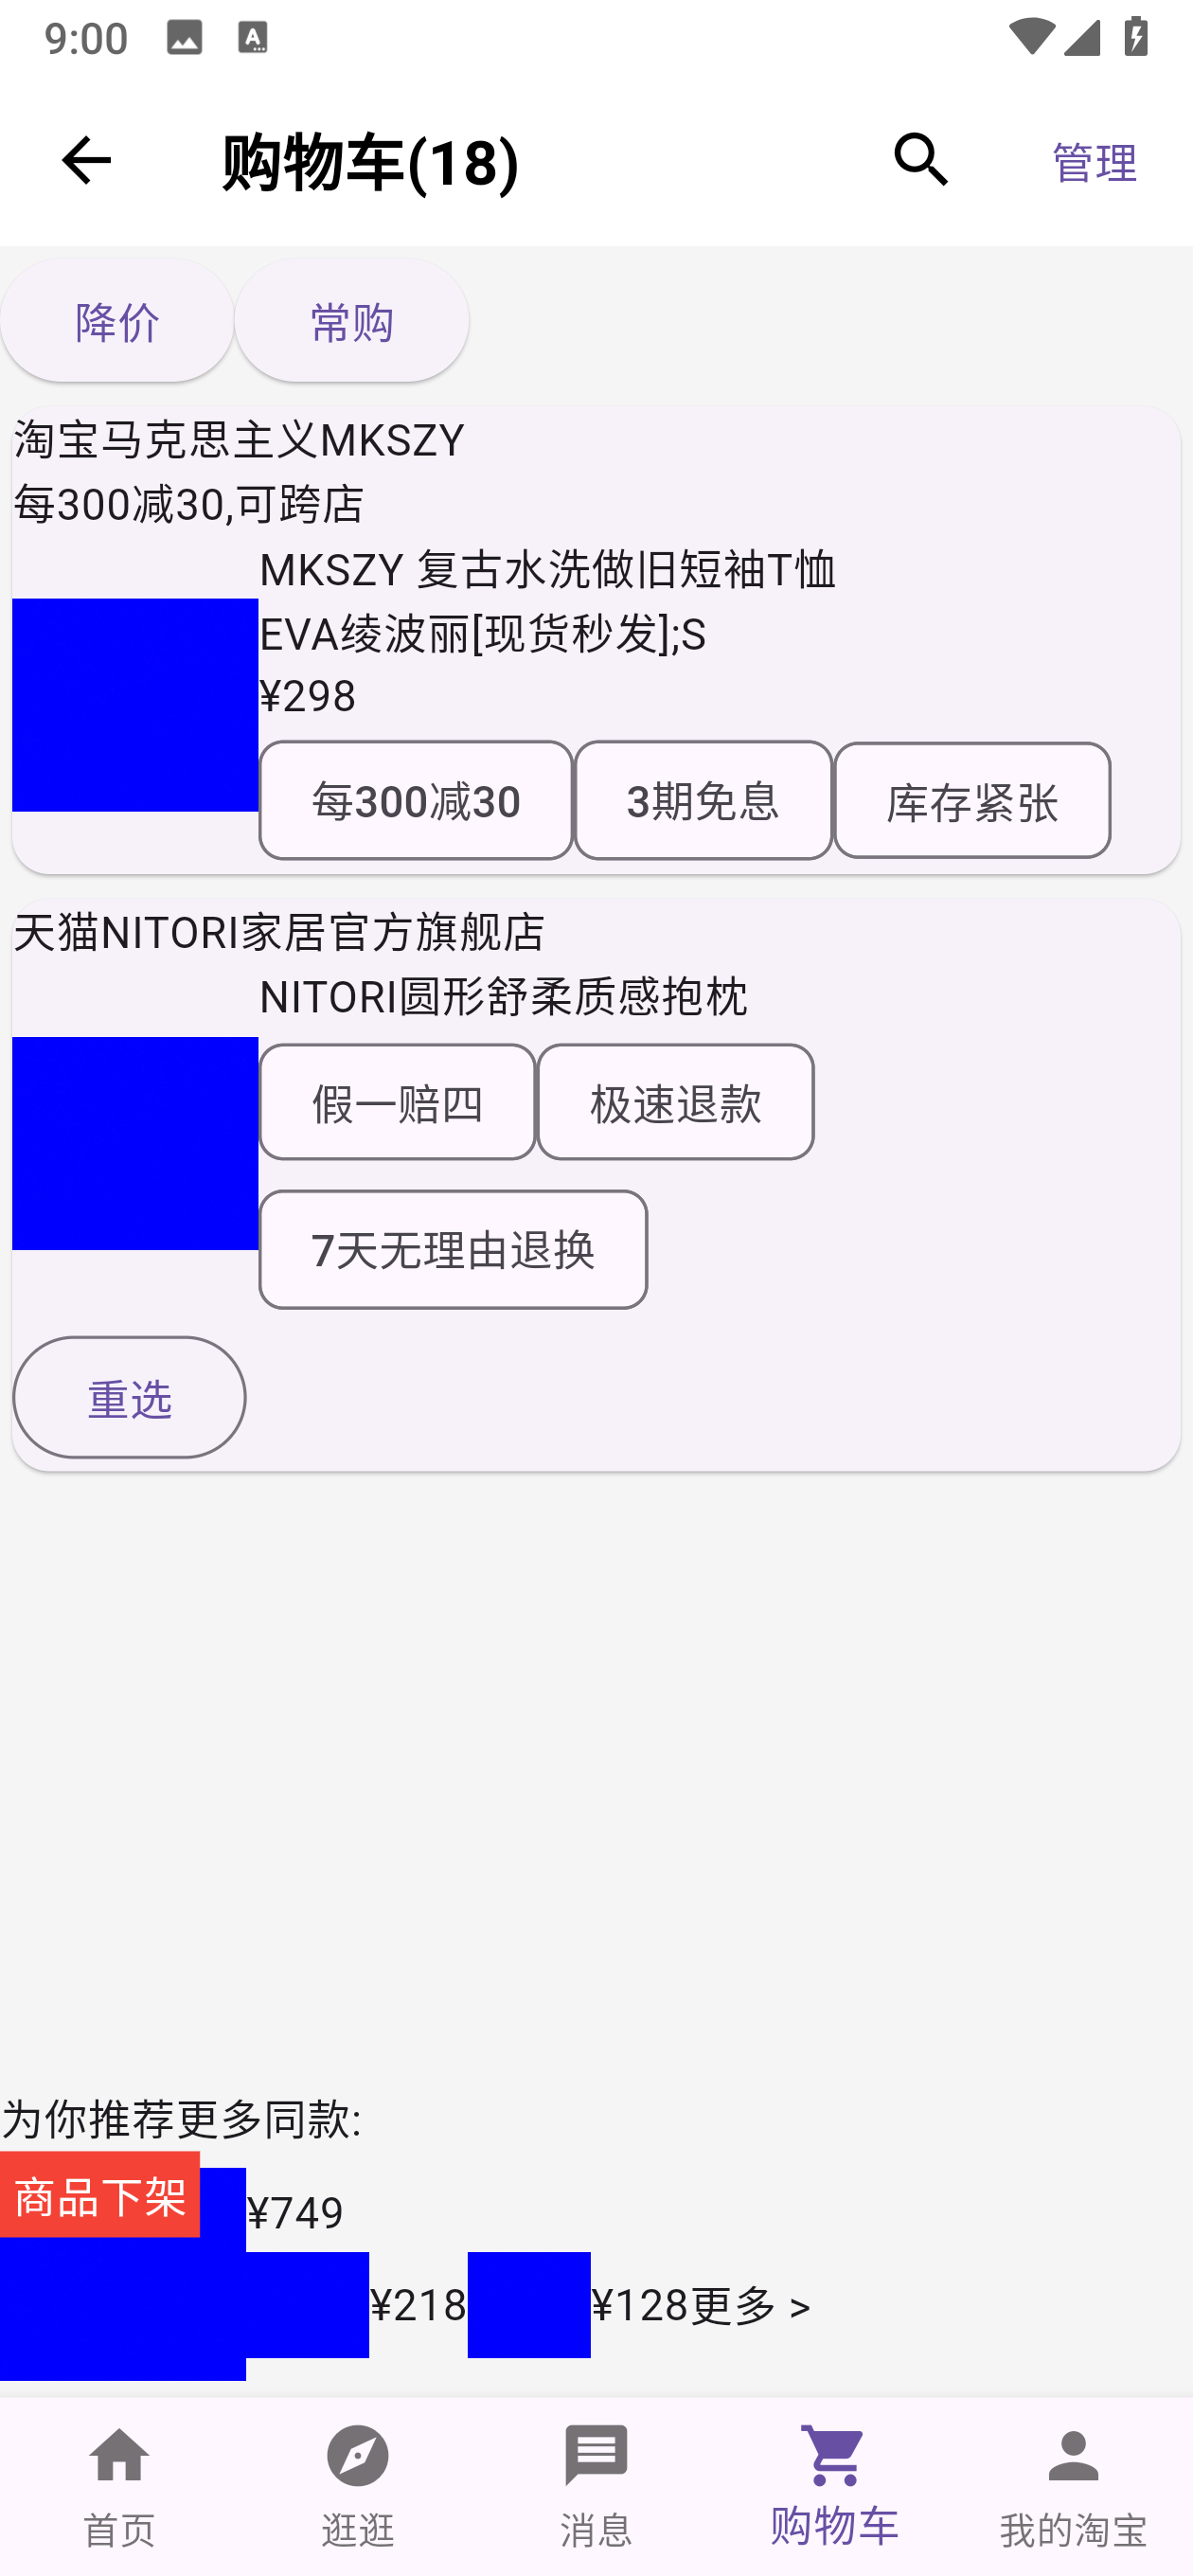 9:00
购物车(18)
管理
降价 常购
淘宝马克思主义MKSZY
每300减30,可跨店
MKSZY 复古水洗做旧短袖T恤
EVA绫波丽[现货秒发];S
¥298
每300减30 3期免息 库存紧张
天猫NITORI家居官方旗舰店
NITORI圆形舒柔质感抱枕
假一赔四 极速退款
7天无理由退换
重选
为你推荐更多同款:
商品下架
¥749
¥218 ¥128更多 >
首页 逛逛 消息 购物车 我的淘宝